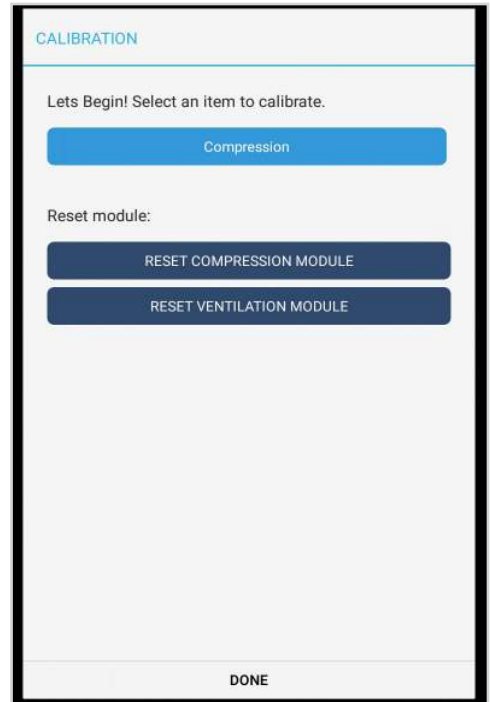 CALIBRATION
Lets Begin! Select an item to calibrate.
Compression
Reset module:
RESET COMPRESSION MODULE
RESET VENTILATION MODULE
DONE